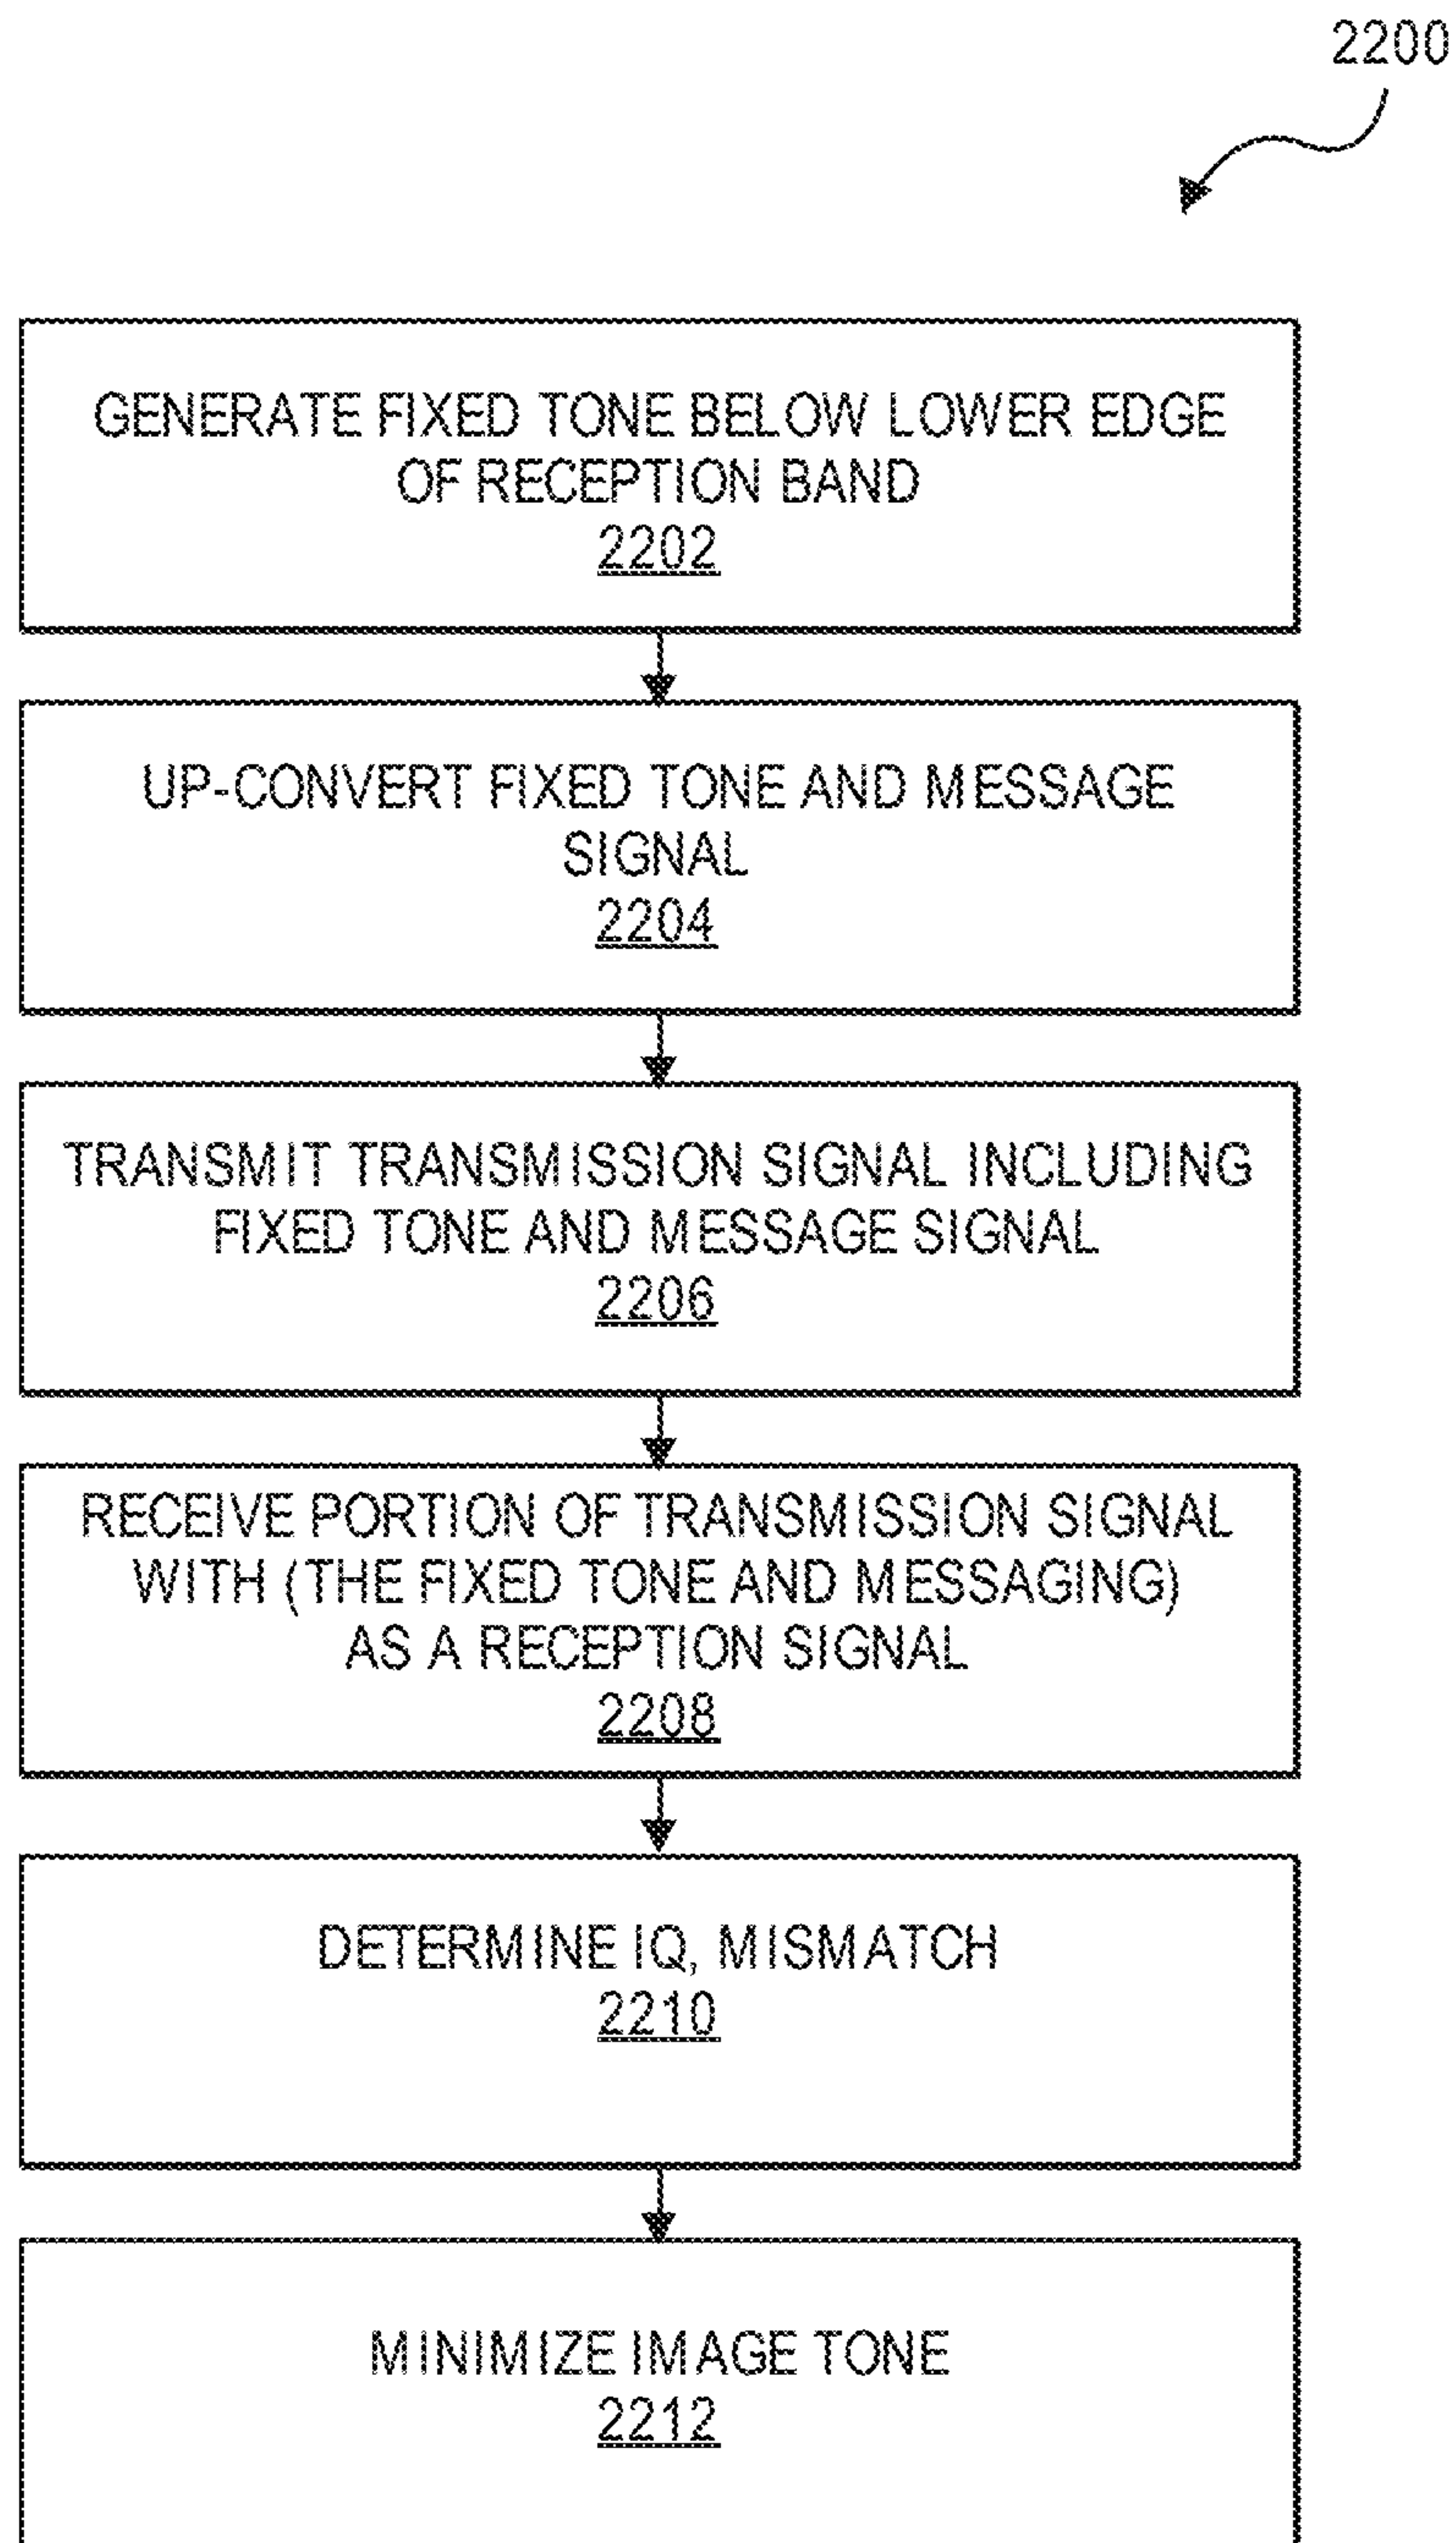 2200
GENERATE FIXED TONE BELOW LOWER EDGE
OF RECEPTION BAND
2202
UP-CONVERT FIXED TONE AND MESSAGE
SIGNAL
2204
TRANSMIT TRANSMISSION SIGNAL INCLUDING
FIXED TONE AND MESSAGE SIGNAL
2206
RECEIVE PORTION OF TRANSMISSION SIGNAL
WITH (THE FIXED TONE AND MESSAGING)
AS A RECEPTION SIGNAL
2208
DETERMINE IQ, MISMATCH
2210
MINIMIZE IMAGE TONE
2212